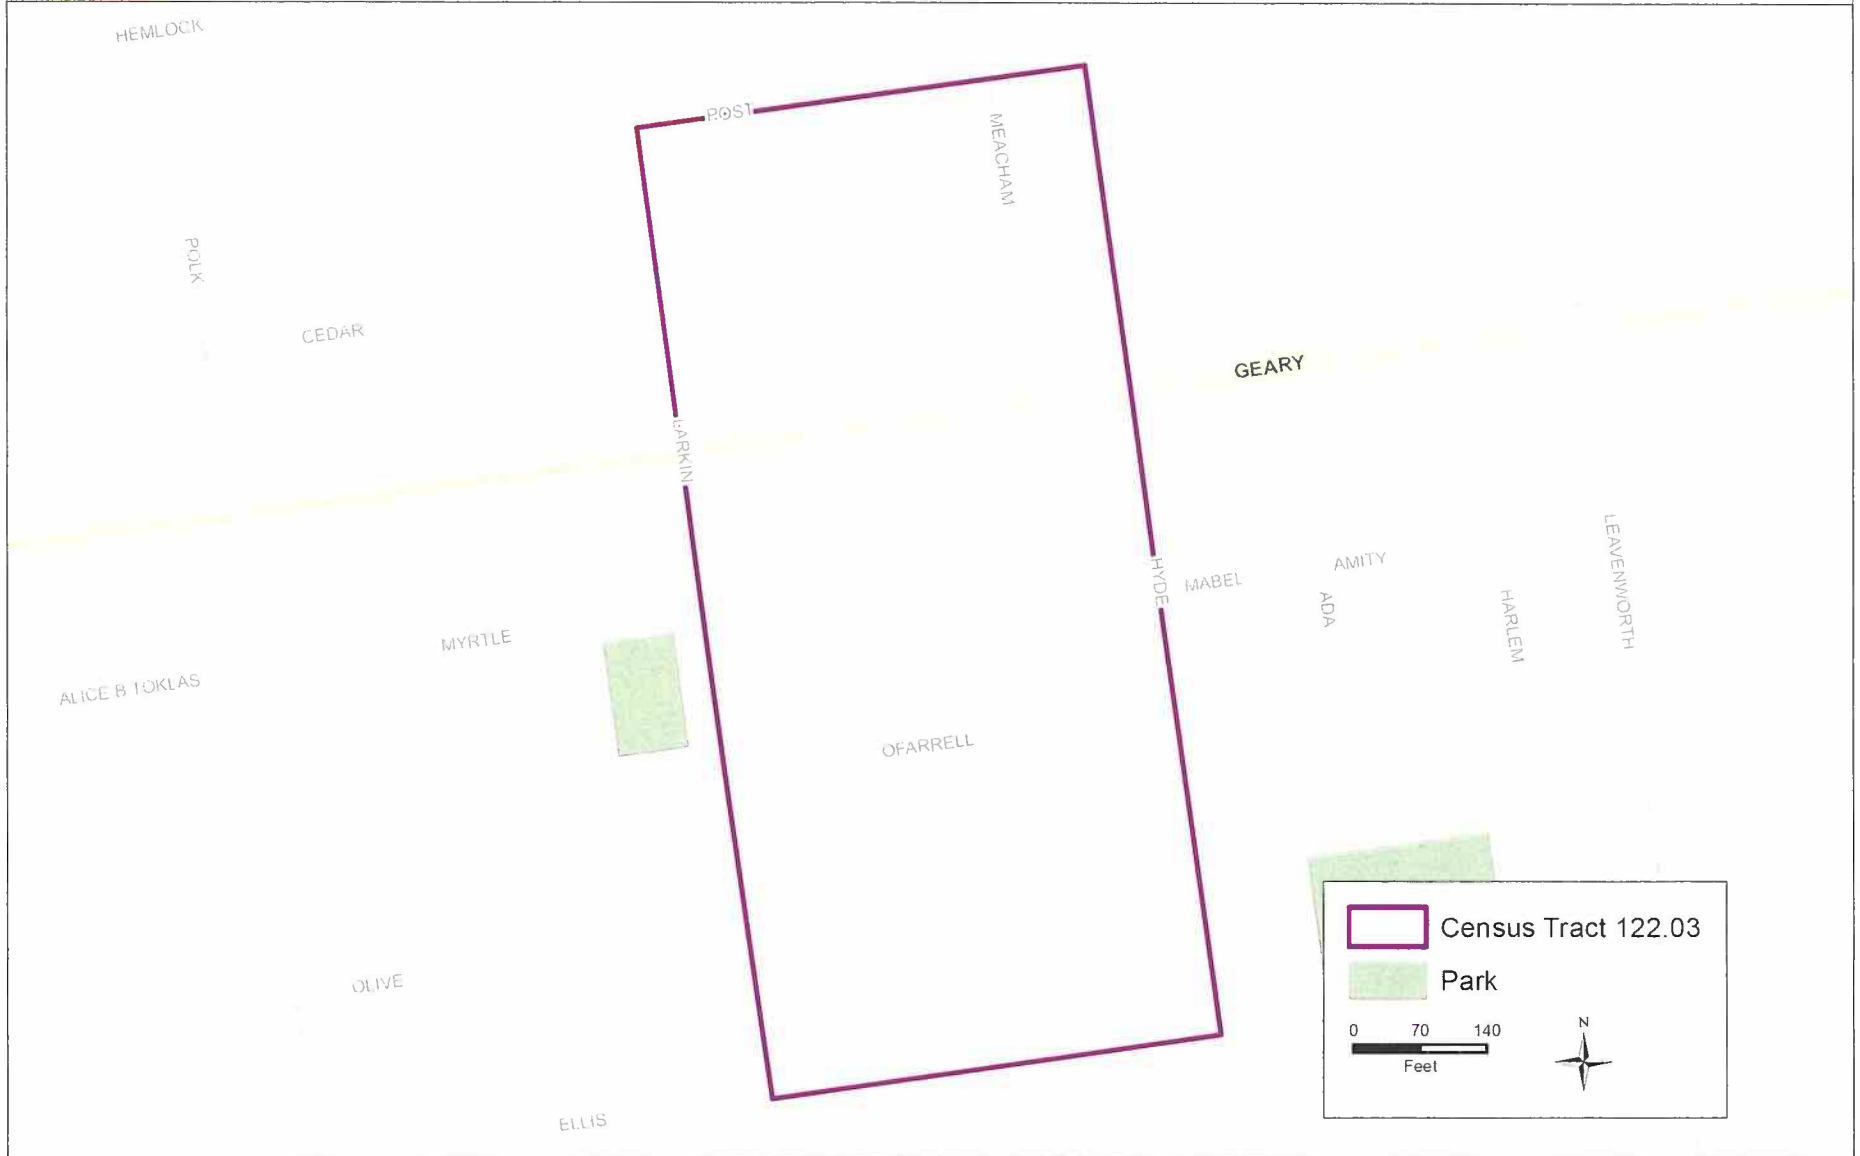 HEMLOCK
POST
MEACHAM
POLK
CEDAR
GEARY
LARKIN
LEAVENWORTH
AMITY
HYDE
MABEL
ADA
HARLEM
MYRTLE
ALICE B TOKLAS
OFARRELL
Census Tract 122.03
OLIVE
Park
0 70 140
N
Feet
ELLIS